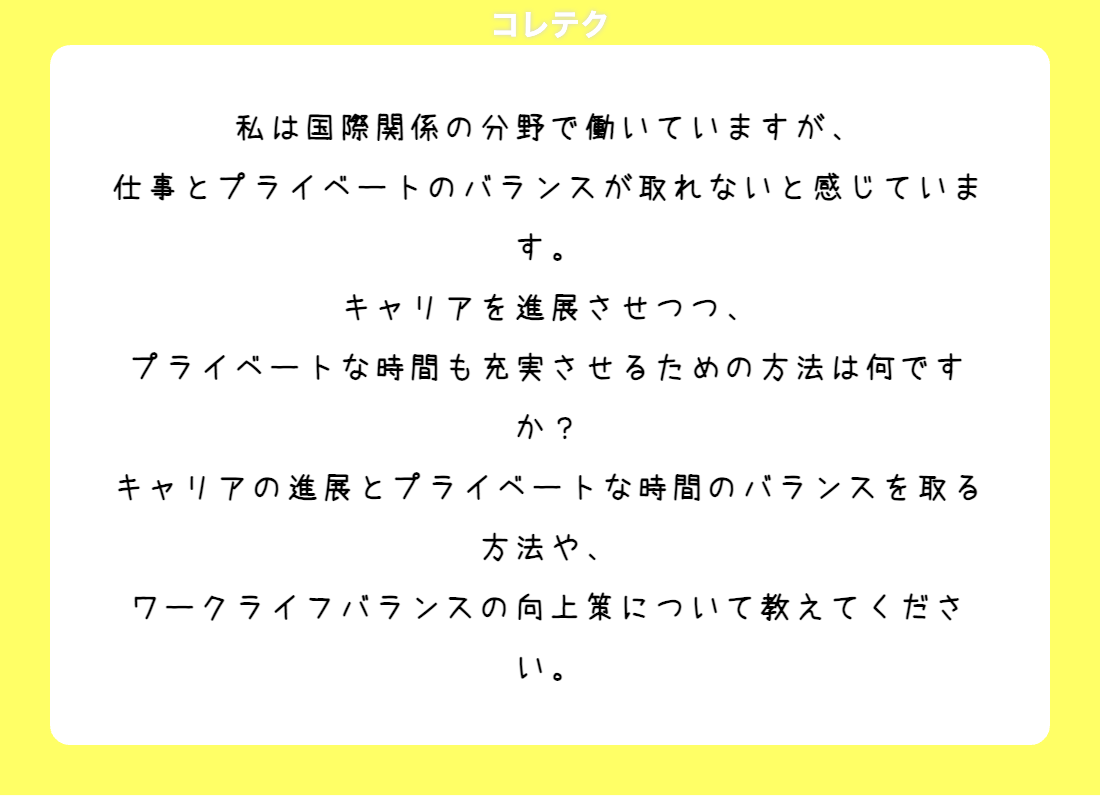 コレテク
私は国際関係の分野で働いていますが、
仕事とプライベートのバランスが取れないと感じていま
す。
キャリアを進展させつつ、
プライベートな時間も充実させるための方法は何です
か？
キャリアの進展とプライベートな時間のバランスを取る
方法や、
ワークライフバランスの向上策について教えてくださ
い。